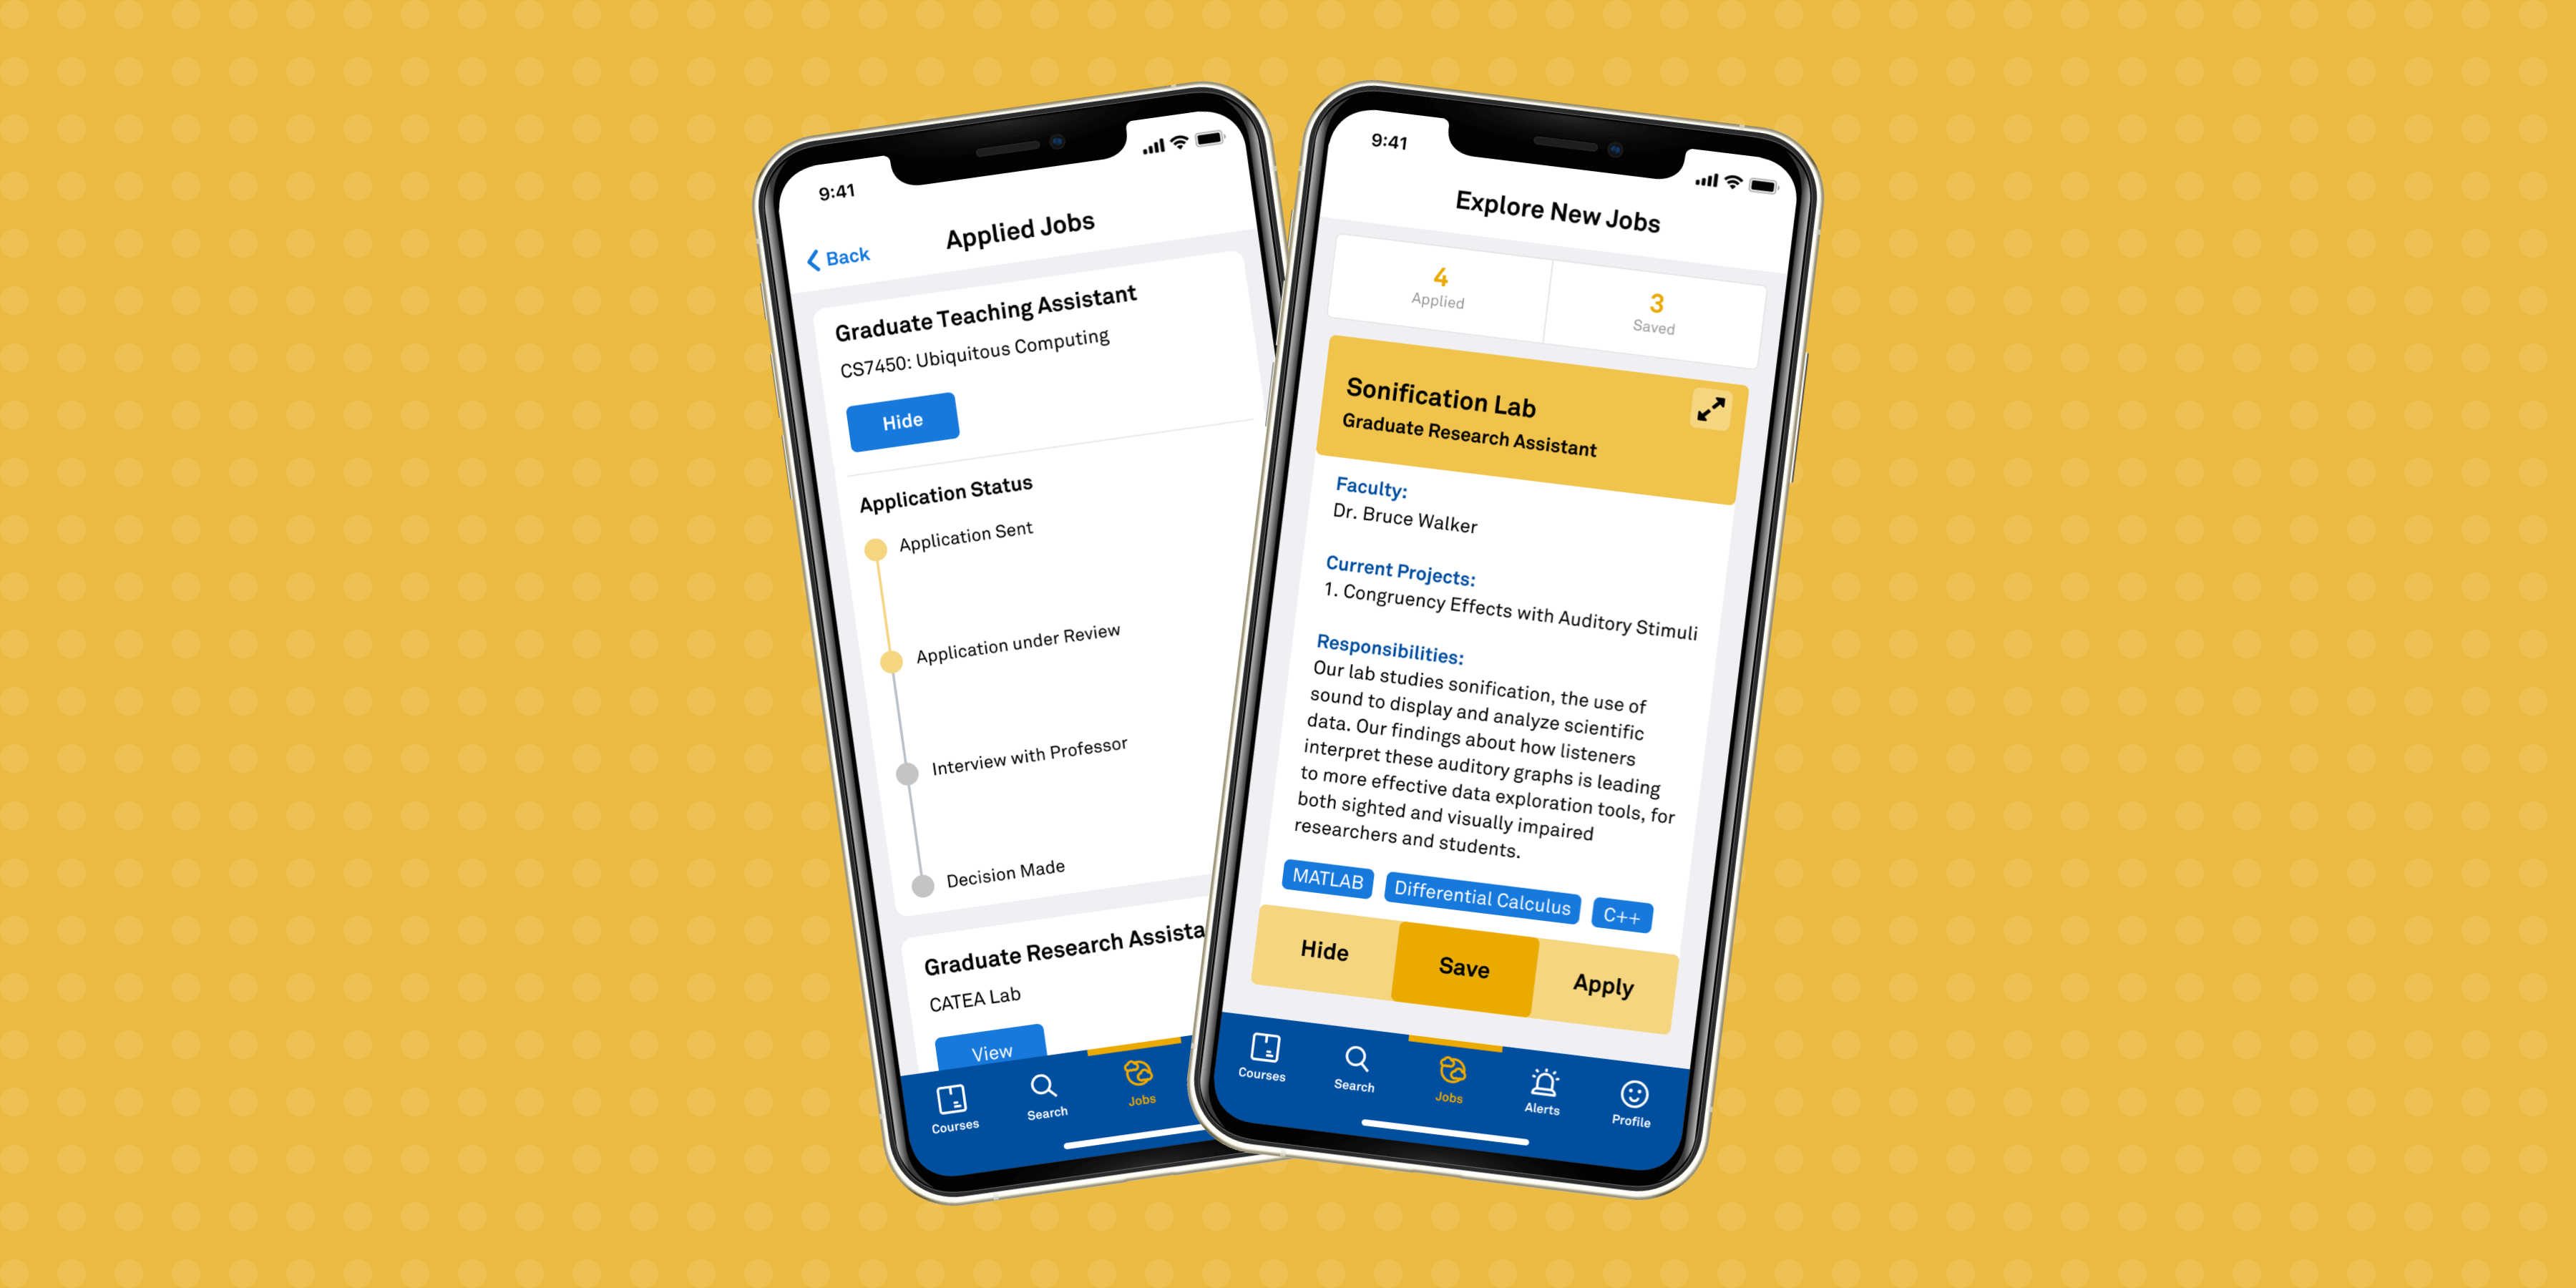 9:41
Back
Applied Jobs
Graduate Teaching Assistant
CS7450: Ubiquitous Computing
Hide
Application Status
Application Sent
Application under Review
Interview with Professor
Decision Made
Graduate Research Assista
CATEA Lab
View
Courses
Search
Jobs
9:41
Explore New Jobs
4
Applied
3
Saved
Sonification Lab
Graduate Research Assistant
Faculty:
Dr. Bruce Walker
Current Projects:
1. Congruency Effects with Auditory Stimuli
Responsibilities:
Our lab studies sonification, the use of
sound to display and analyze scientific
data. Our findings about how listeners
interpret these auditory graphs is leading
to more effective data exploration tools, for
both sighted and visually impaired
researchers and students.
MATLAB
Differential Calculus
C++
Hide
Save
Apply
Courses
Search
Jobs
Alerts
Profile